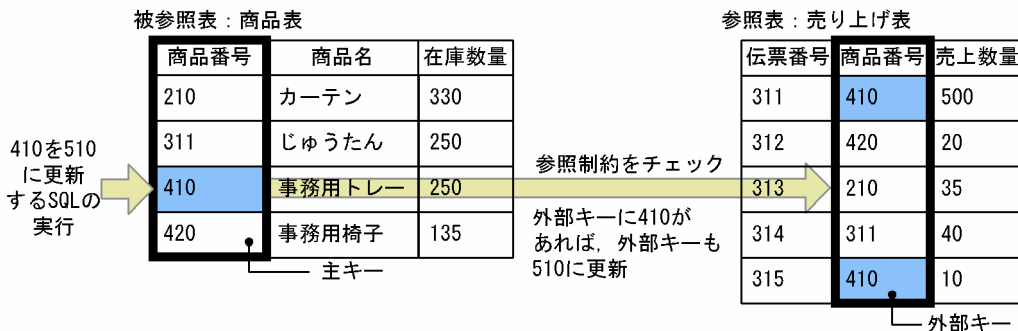 被参照表：商品表
商品番号 商品名 在庫数量
210 カーテン 330
311 じゅうたん 250
410 事務用トレー 250
420 事務用椅子 135
主キー
410を510
に更新
するSQLの
実行
参照制約をチェック
外部キーに410が
あれば，外部キーも
510に更新
参照表：売り上げ表
伝票番号 商品番号 売上数量
311 410 500
312 420 20
313 210 35
314 311 40
315 410 10
外部キー